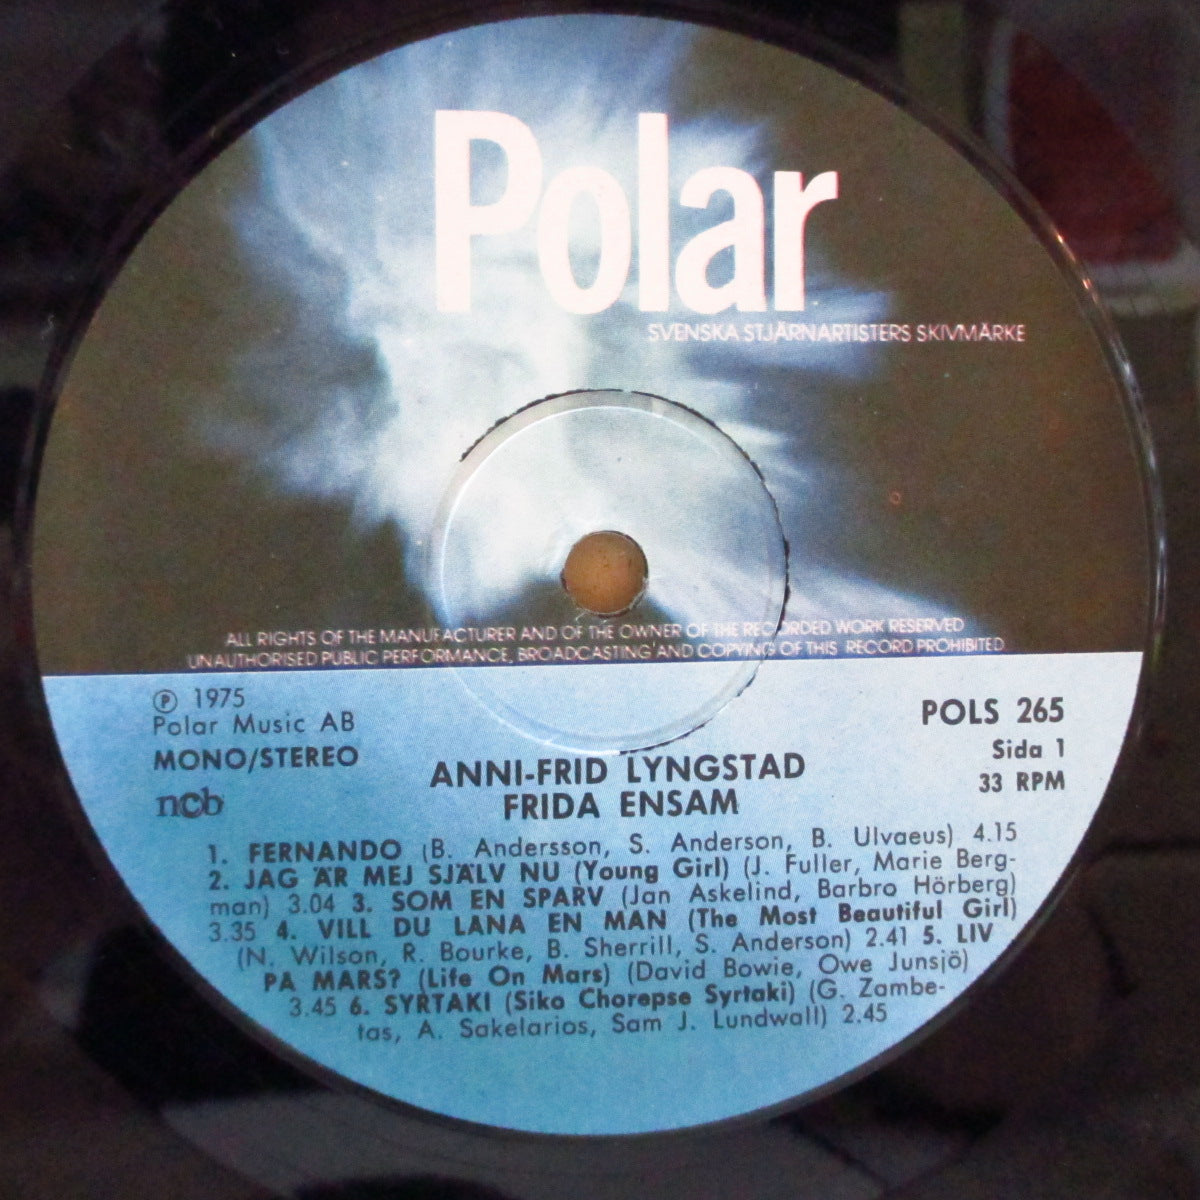 Polar
SVENSKA STJÄRNARTISTERS SKIVMÄRKE
ALL RIGHTS OF THE MANUFACTURER AND OF THE OWNER OF THE RECORDED WORK RESERVED
UNAUTHORISED PUBLIC PERFORMANCE, BROADCASTING AND COPYING OF THIS RECORD PROHIBITED
℗ 1975
Polar Music AB
MONO/STEREO
ncb
POLS 265
Sida 1
33 RPM
ANNI-FRID LYNGSTAD
FRIDA ENSAM
1. FERNANDO (B. Andersson, S. Anderson, B. Ulvaeus) 4.15
2. JAG ÄR MEJ SJÄLV NU (Young Girl) (J. Fuller, Marie Berg-
man) 3.04 3. SOM EN SPARV (Jan Askelind, Barbro Hörberg)
3.35 4. VILL DU LÅNA EN MAN (The Most Beautiful Girl)
(N. Wilson, R. Bourke, B. Sherrill, S. Anderson) 2.41 5. LIV
PÅ MARS? (Life On Mars) (David Bowie, Owe Junsjö)
3.45 6. SYRTAKI (Siko Chorepse Syrtaki) (G. Zambe-
tas, A. Sakelarios, Sam J. Lundwall) 2.45